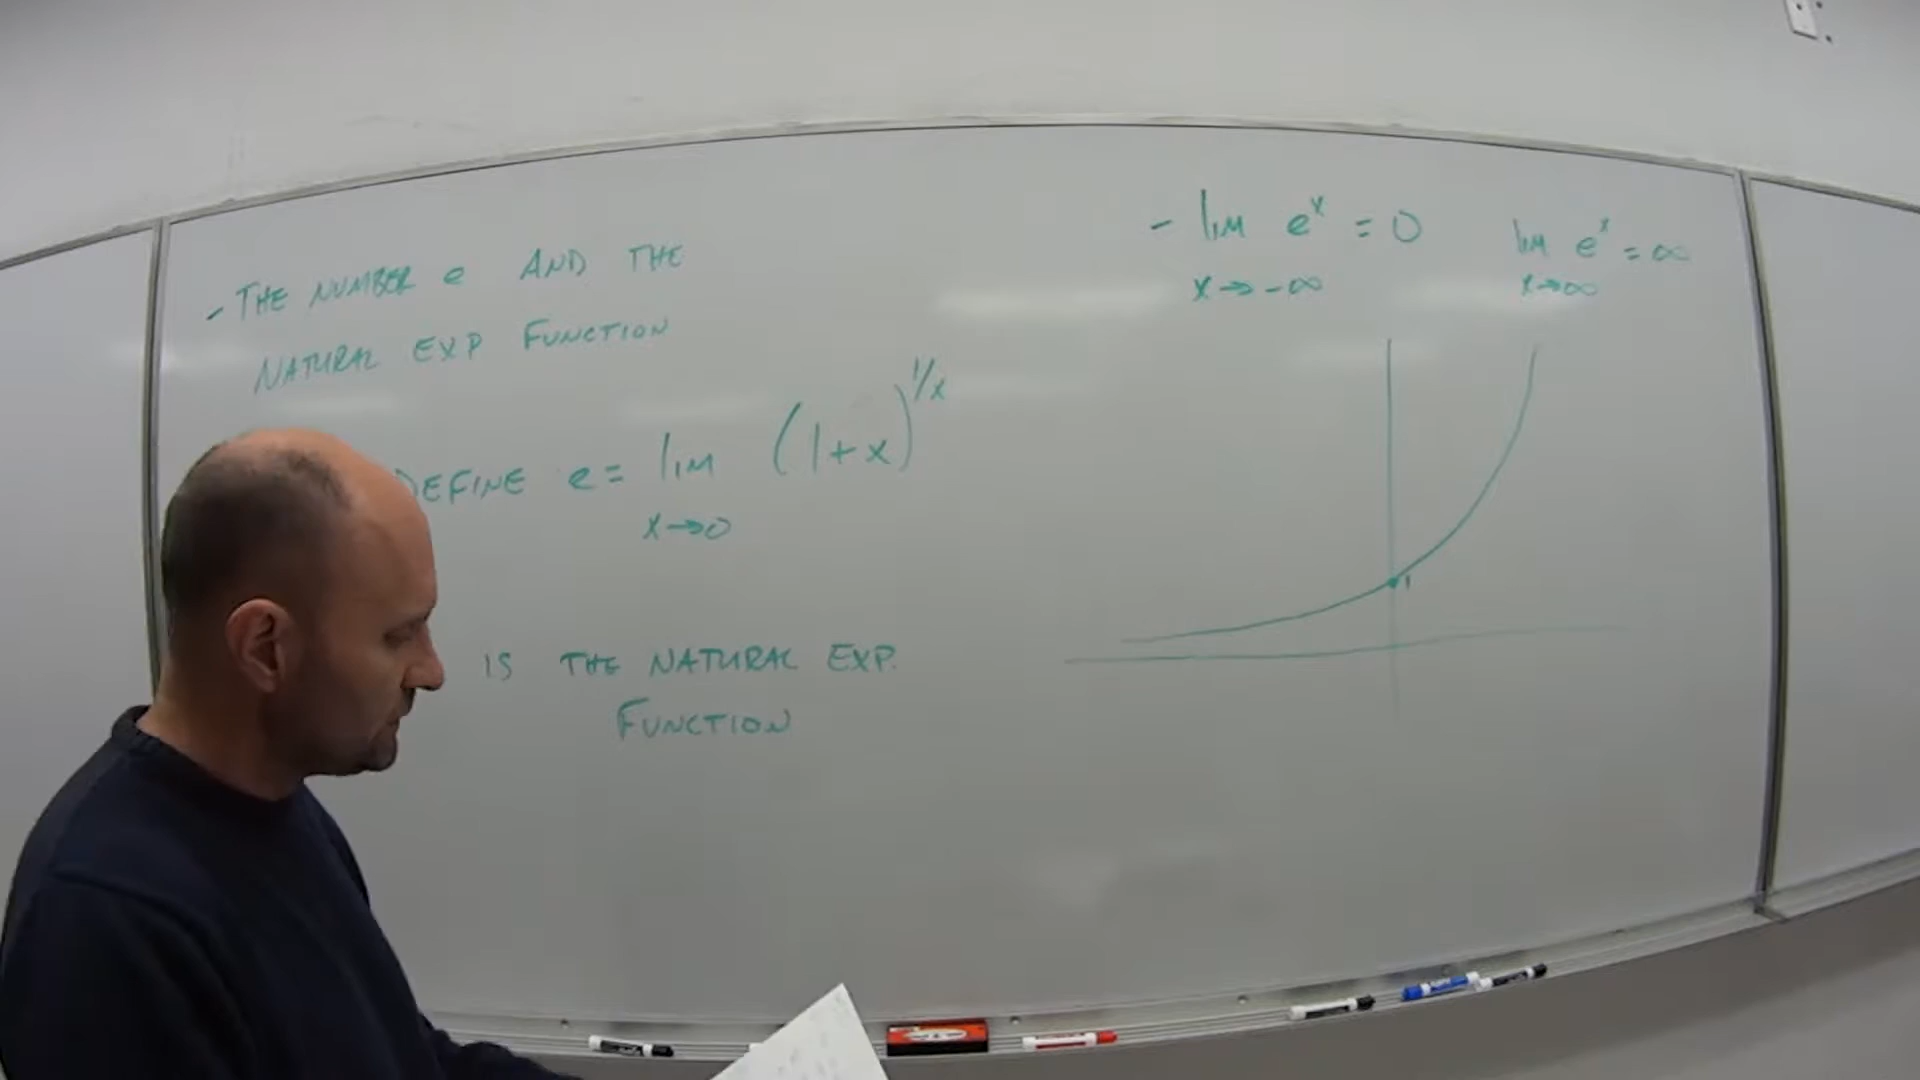 - THE NUMBER e AND THE
NATURAL EXP FUNCTION
DEFINE e = lim (1+x)^{1/x}
x→0
IS THE NATURAL EXP.
FUNCTION
- lim e^x = 0
x→-∞
lim e^x = ∞
x→∞
1